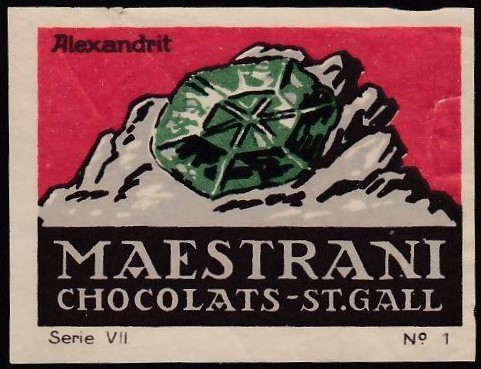 Alexandrit
MAESTRANI
CHOCOLATS-ST.GALL
Serie VII
Nº 1